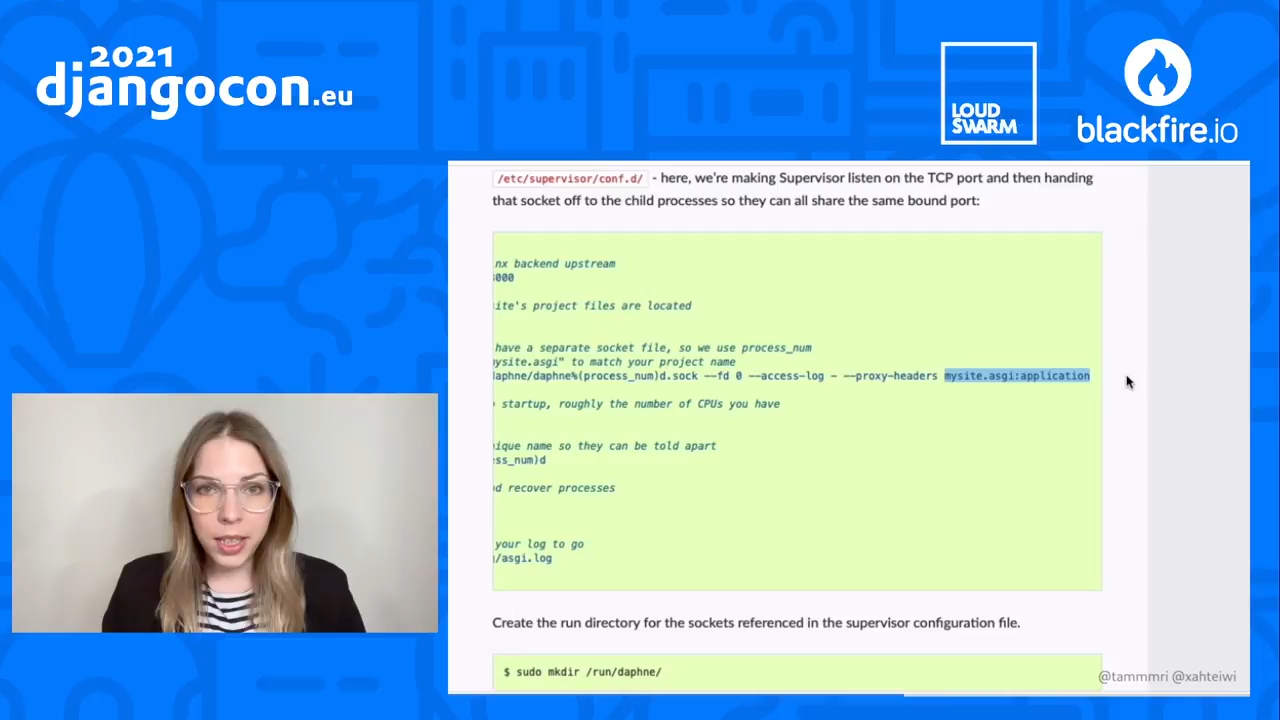 2021
djangocon.eu
LOUD
SWARM
blackfire.io
/etc/supervisor/conf.d/ - here, we're making Supervisor listen on the TCP port and then handing
that socket off to the child processes so they can all share the same bound port:
nx backend upstream
000
ite's project files are located
have a separate socket file, so we use process_num
ysite.asgi" to match your project name
daphne/daphne%(process_num)d.sock --fd 0 --access-log - --proxy-headers mysite.asgi:application
startup, roughly the number of CPUs you have
ique name so they can be told apart
ess_num)d
d recover processes
your log to go
/asgi.log
Create the run directory for the sockets referenced in the supervisor configuration file.
$ sudo mkdir /run/daphne/
@tammmri @xahteiwi